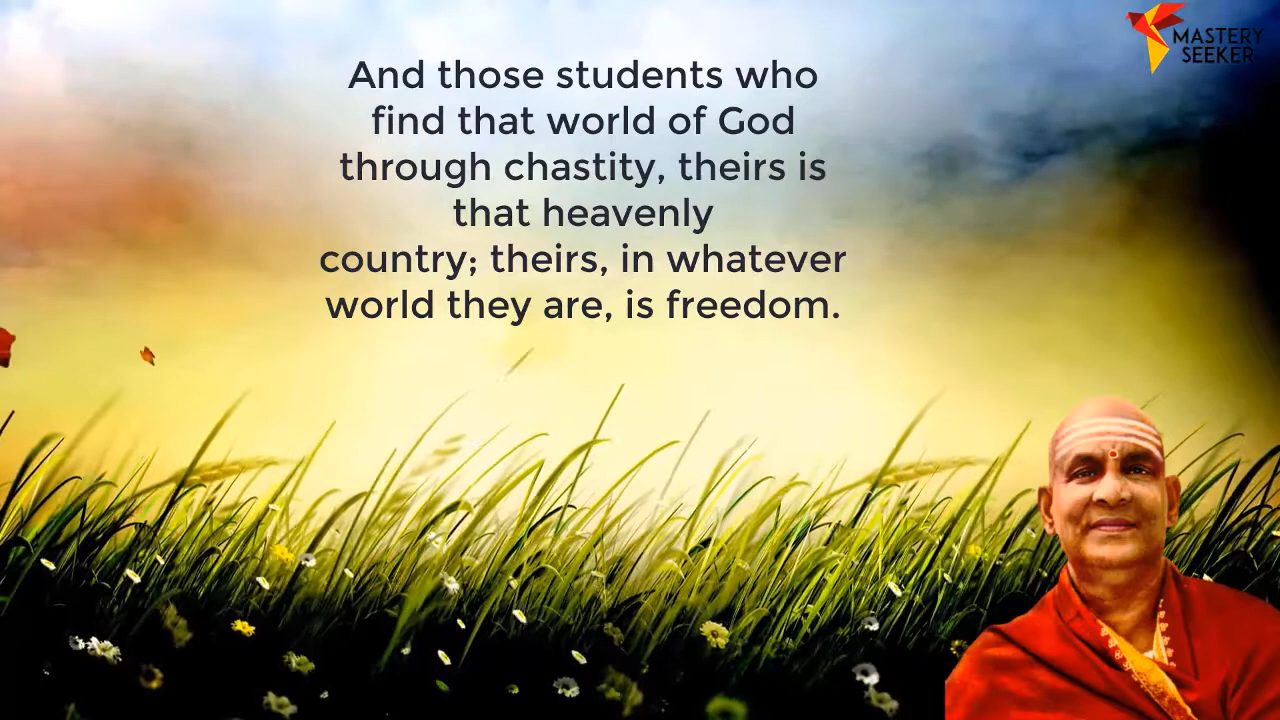 MASTERY
SEEKER
And those students who
find that world of God
through chastity, theirs is
that heavenly
country; theirs, in whatever
world they are, is freedom.